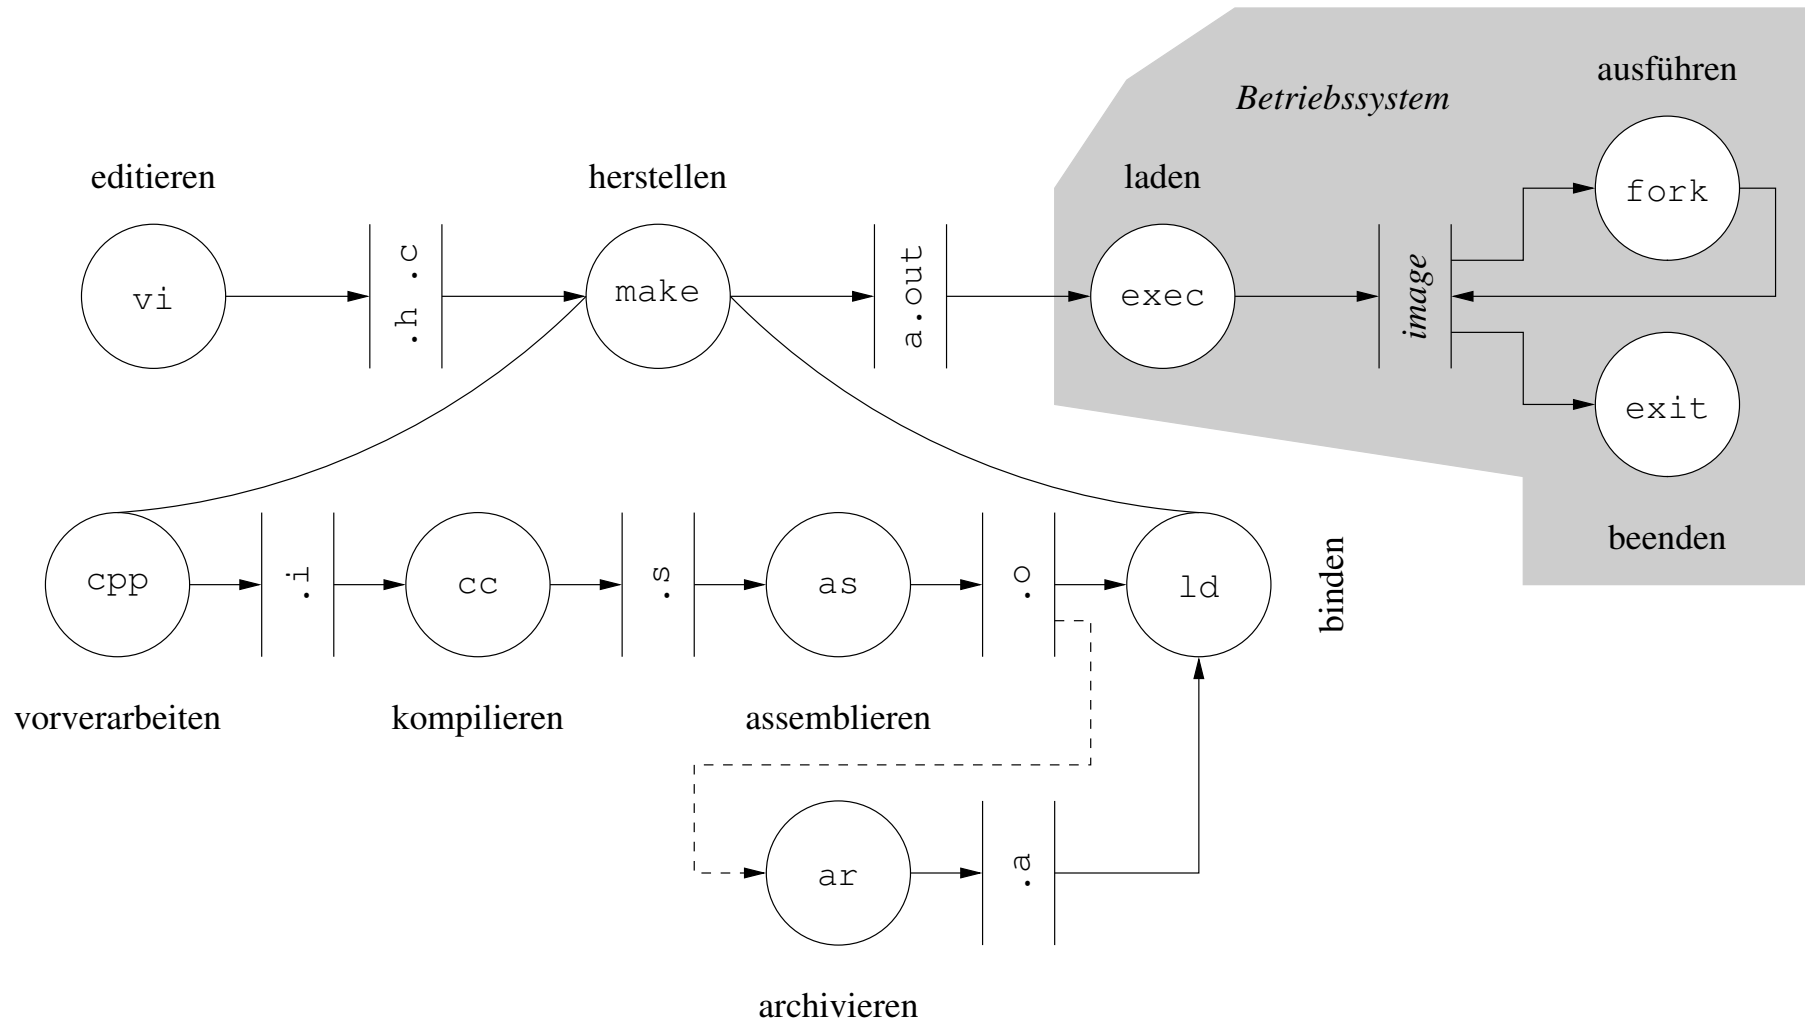 ausführen
Betriebssystem
editieren
herstellen
laden
fork
vi
.h .c
make
a.out
exec
image
exit
beenden
cpp
.i
cc
.s
as
.o
ld
binden
vorverarbeiten
kompilieren
assemblieren
ar
.a
archivieren